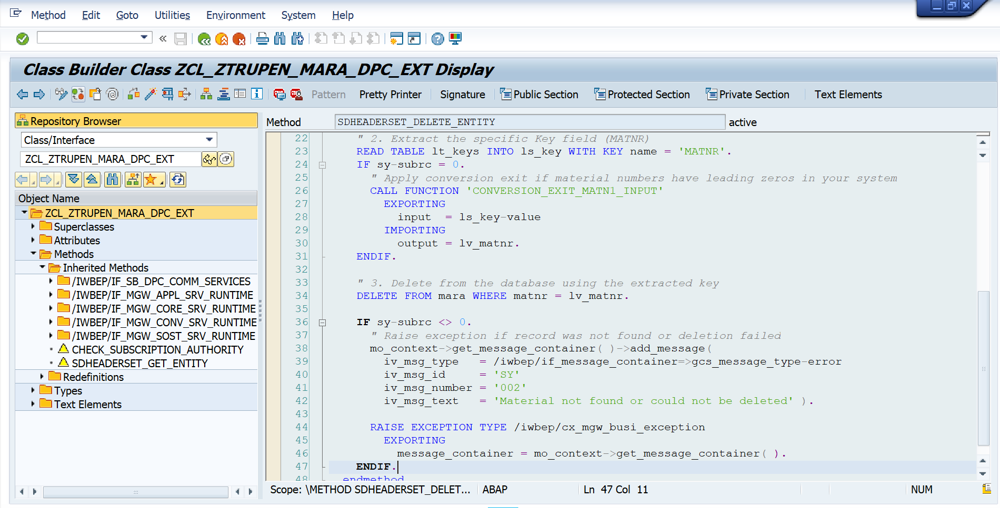 Method Edit Goto Utilities Environment System Help
Class Builder Class ZCL_ZTRUPEN_MARA_DPC_EXT Display
Pattern Pretty Printer Signature Public Section Protected Section Private Section Text Elements
Repository Browser
Class/Interface
ZCL_ZTRUPEN_MARA_DPC_EXT
Object Name
ZCL_ZTRUPEN_MARA_DPC_EXT
Superclasses
Attributes
Methods
Inherited Methods
/IWBEP/IF_SB_DPC_COMM_SERVICES
/IWBEP/IF_MGW_APPL_SRV_RUNTIME
/IWBEP/IF_MGW_CORE_SRV_RUNTIME
/IWBEP/IF_MGW_CONV_SRV_RUNTIME
/IWBEP/IF_MGW_SOST_SRV_RUNTIME
CHECK_SUBSCRIPTION_AUTHORITY
SDHEADERSET_GET_ENTITY
Redefinitions
Types
Text Elements
Method SDHEADERSET_DELETE_ENTITY active
22 " 2. Extract the specific Key field (MATNR)
23 READ TABLE lt_keys INTO ls_key WITH KEY name = 'MATNR'.
24 IF sy-subrc = 0.
25 " Apply conversion exit if material numbers have leading zeros in your system
26 CALL FUNCTION 'CONVERSION_EXIT_MATN1_INPUT'
27 EXPORTING
28 input = ls_key-value
29 IMPORTING
30 output = lv_matnr.
31 ENDIF.
32
33 " 3. Delete from the database using the extracted key
34 DELETE FROM mara WHERE matnr = lv_matnr.
35
36 IF sy-subrc <> 0.
37 " Raise exception if record was not found or deletion failed
38 mo_context->get_message_container( )->add_message(
39 iv_msg_type = /iwbep/if_message_container=>gcs_message_type-error
40 iv_msg_id = 'SY'
41 iv_msg_number = '002'
42 iv_msg_text = 'Material not found or could not be deleted' ).
43
44 RAISE EXCEPTION TYPE /iwbep/cx_mgw_busi_exception
45 EXPORTING
46 message_container = mo_context->get_message_container( ).
47 ENDIF.
48 endmethod
Scope: \METHOD SDHEADERSET_DELET... ABAP Ln 47 Col 11 NUM